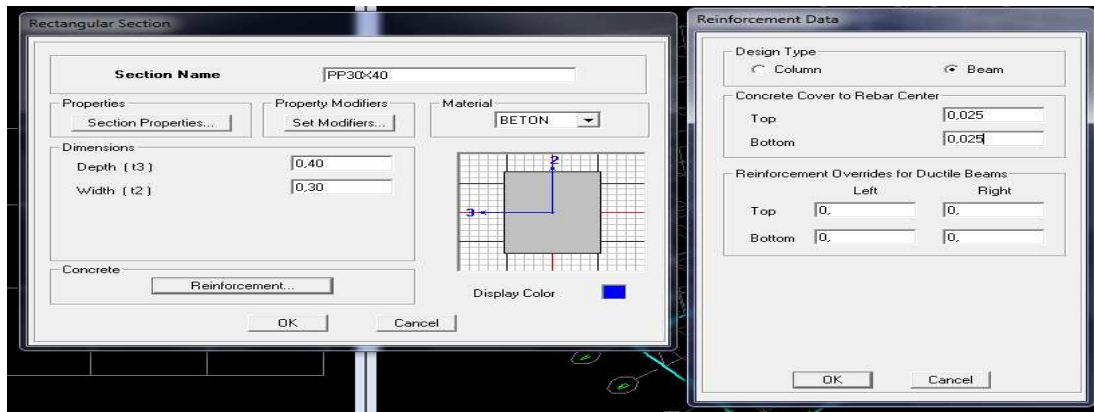 Rectangular Section
Section Name PP30X40
Properties
Section Properties...
Property Modifiers
Set Modifiers...
Material
BETON
Dimensions
Depth ( t3 ) 0,40
Width ( t2 ) 0,30
2
3
Concrete
Reinforcement...
Display Color
OK Cancel
Reinforcement Data
Design Type
Column Beam
Concrete Cover to Rebar Center
Top 0,025
Bottom 0,025
Reinforcement Overrides for Ductile Beams
Left Right
Top 0, 0,
Bottom 0, 0,
OK Cancel